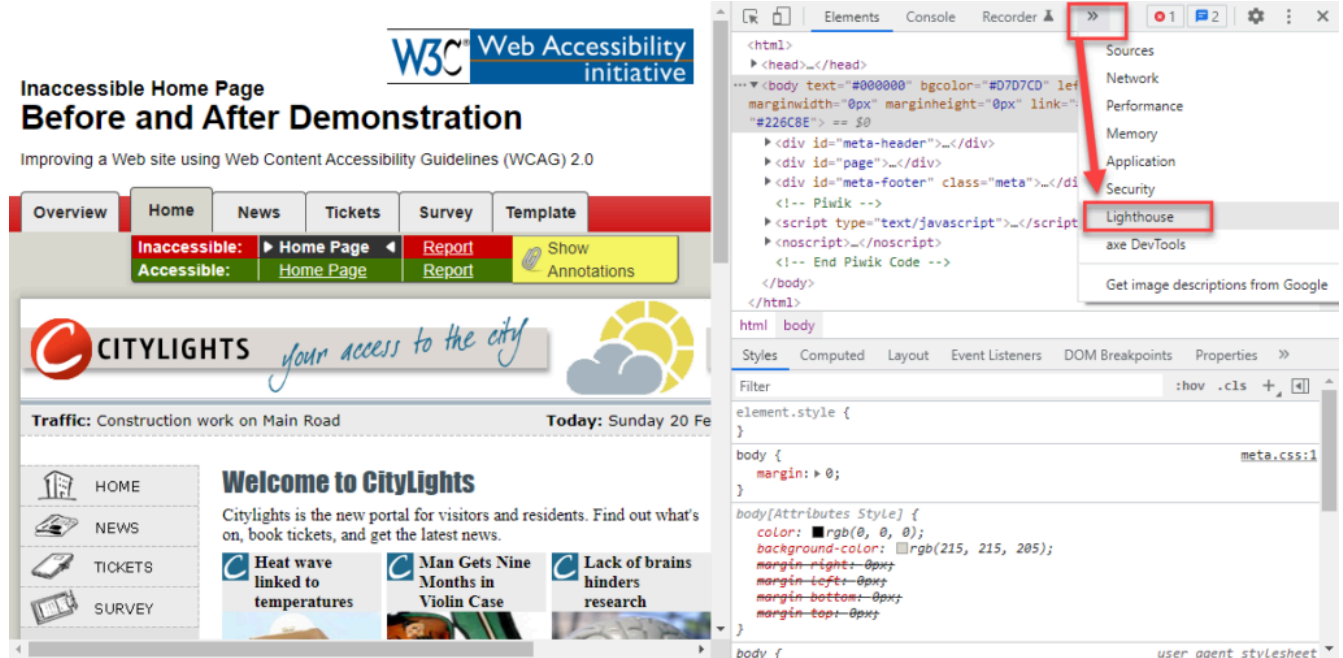 W3C® Web Accessibility
initiative
Inaccessible Home Page
Before and After Demonstration
Improving a Web site using Web Content Accessibility Guidelines (WCAG) 2.0
Overview Home News Tickets Survey Template
Inaccessible: Home Page Report
Accessible: Home Page Report
Show
Annotations
CITYLIGHTS your access to the city
Traffic: Construction work on Main Road Today: Sunday 20 Fe
HOME
NEWS
TICKETS
SURVEY
Welcome to CityLights
Citylights is the new portal for visitors and residents. Find out what's
on, book tickets, and get the latest news.
Heat wave
linked to
temperatures
Man Gets Nine
Months in
Violin Case
Lack of brains
hinders
research
Elements Console Recorder » 1 2
<html>
<head>…</head>
<body text="#000000" bgcolor="#D7D7CD" lef
marginwidth="0px" marginheight="0px" link="
"#226C8E"> == $0
<div id="meta-header">…</div>
<div id="page">…</div>
<div id="meta-footer" class="meta">…</di
<!-- Piwik -->
<script type="text/javascript">…</script
<noscript>…</noscript>
<!-- End Piwik Code -->
</body>
</html>
Sources
Network
Performance
Memory
Application
Security
Lighthouse
axe DevTools
Get image descriptions from Google
html body
Styles Computed Layout Event Listeners DOM Breakpoints Properties »
Filter :hov .cls +
element.style {
}
body { meta.css:1
margin: 0;
}
body[Attributes Style] {
color: rgb(0, 0, 0);
background-color: rgb(215, 215, 205);
margin-right: 0px;
margin-left: 0px;
margin-bottom: 0px;
margin-top: 0px;
}
body { user agent stylesheet